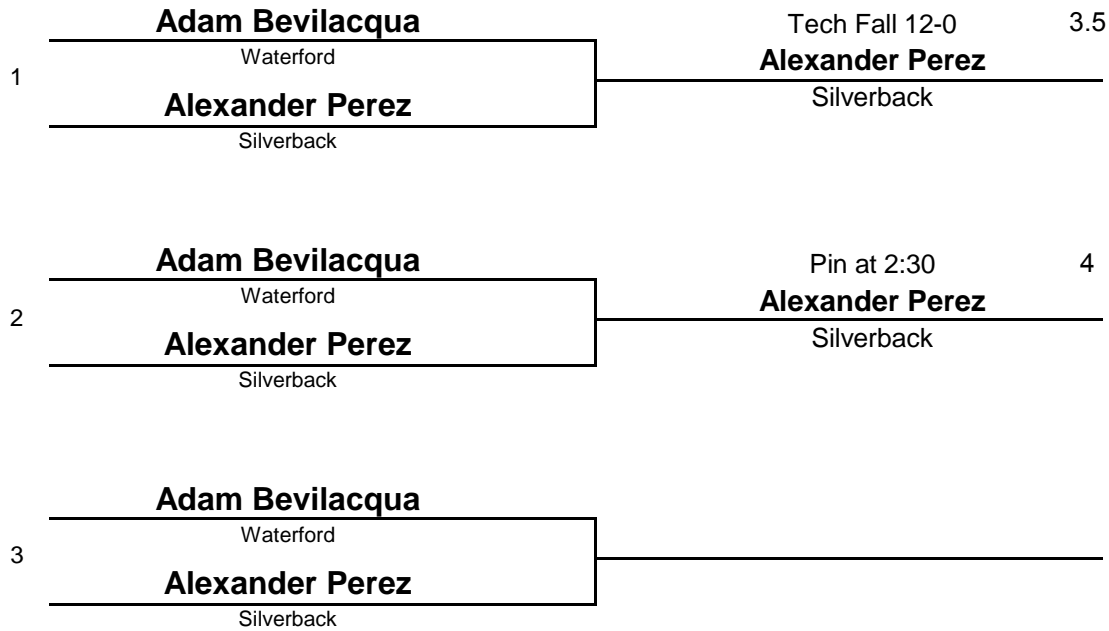 Adam Bevilacqua
Waterford
1
Alexander Perez
Silverback
Tech Fall 12-0 3.5
Alexander Perez
Silverback
Adam Bevilacqua
Waterford
2
Alexander Perez
Silverback
Pin at 2:30 4
Alexander Perez
Silverback
Adam Bevilacqua
Waterford
3
Alexander Perez
Silverback